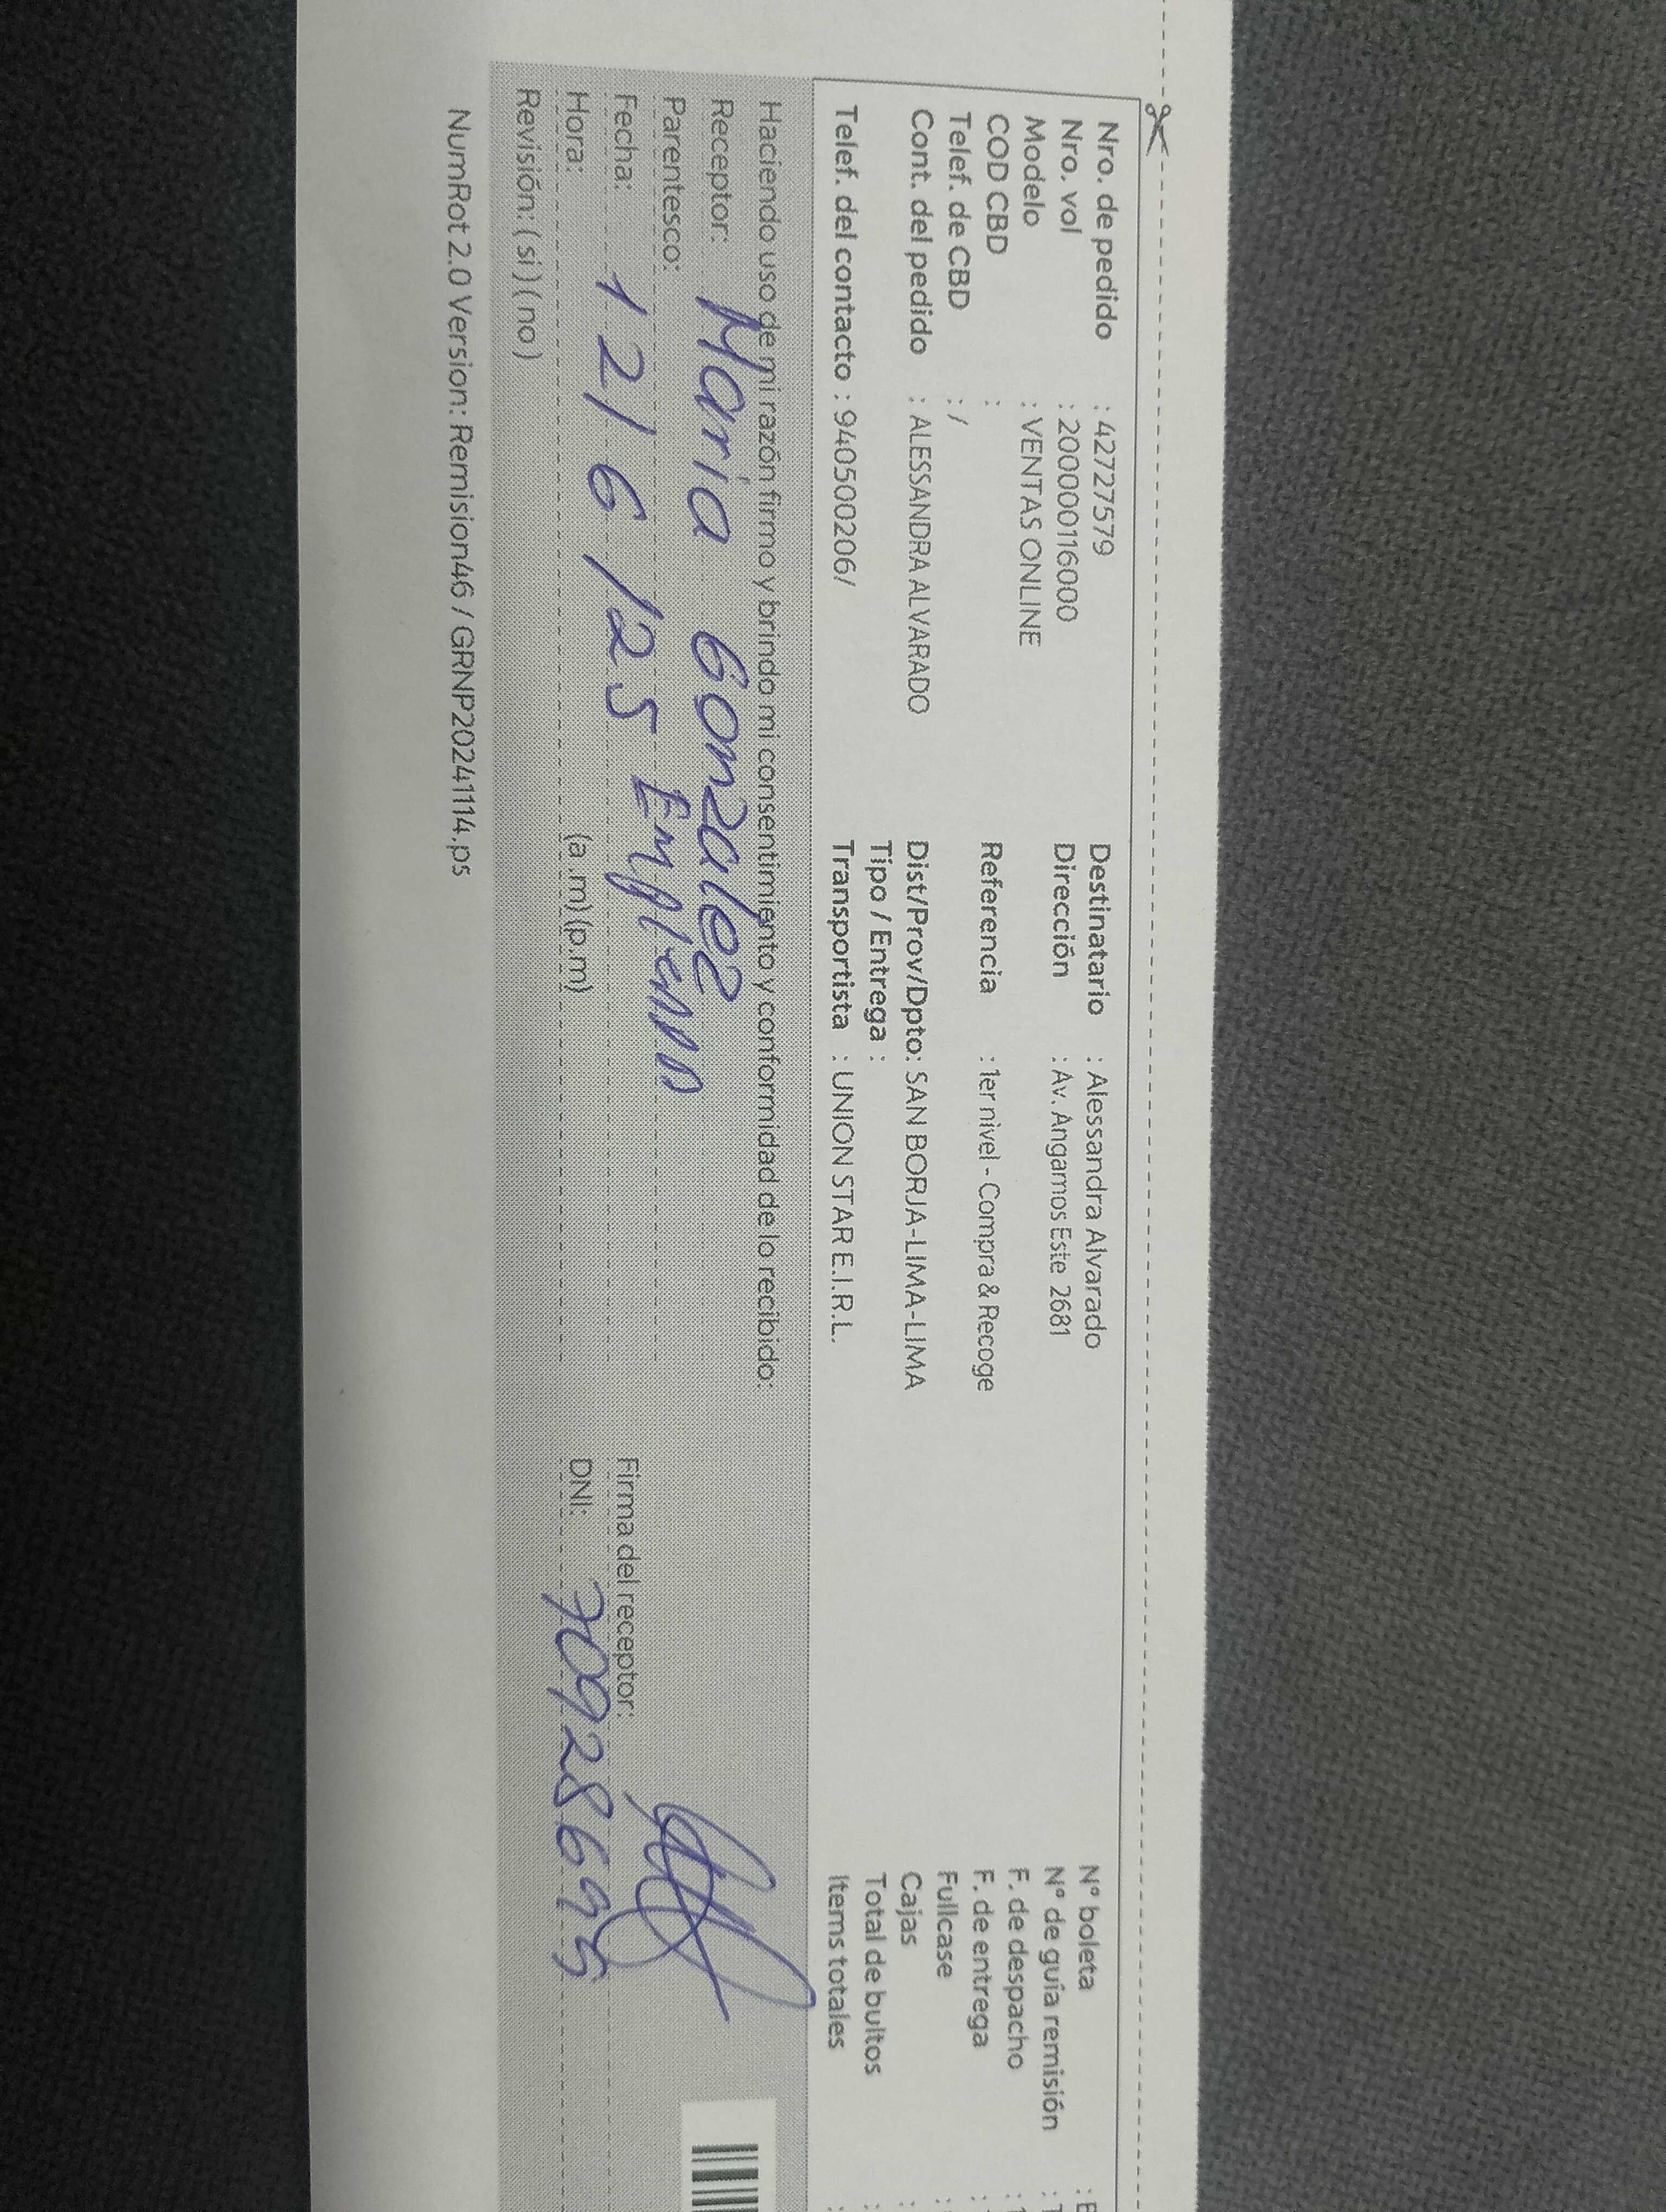 Nro. de pedido : 42727579
Nro. vol : 200000116000
Modelo : VENTAS ONLINE
COD CBD :
Telef. de CBD : /
Cont. del pedido : ALESSANDRA ALVARADO
Telef. del contacto : 940500206/
Destinatario : Alessandra Alvarado
Dirección : Av. Angamos Este 2681
Referencia : 1er nivel - Compra & Recoge
Dist/Prov/Dpto: SAN BORJA-LIMA-LIMA
Tipo / Entrega :
Transportista : UNION STAR E.I.R.L.
N° boleta :
N° de guía remisión :
F. de despacho :
F. de entrega :
Fullcase :
Cajas :
Total de bultos :
Items totales :
Haciendo uso de mi razón firmo y brindo mi consentimiento y conformidad de lo recibido:
Receptor: Maria Gonzalez
Parentesco:
Fecha: 12/6/25
Hora: (a.m)(p.m)
Revisión: (si)(no)
Firma del receptor:
DNI:
NumRot 2.0 Version: Remision46 / GRNP20241114.ps